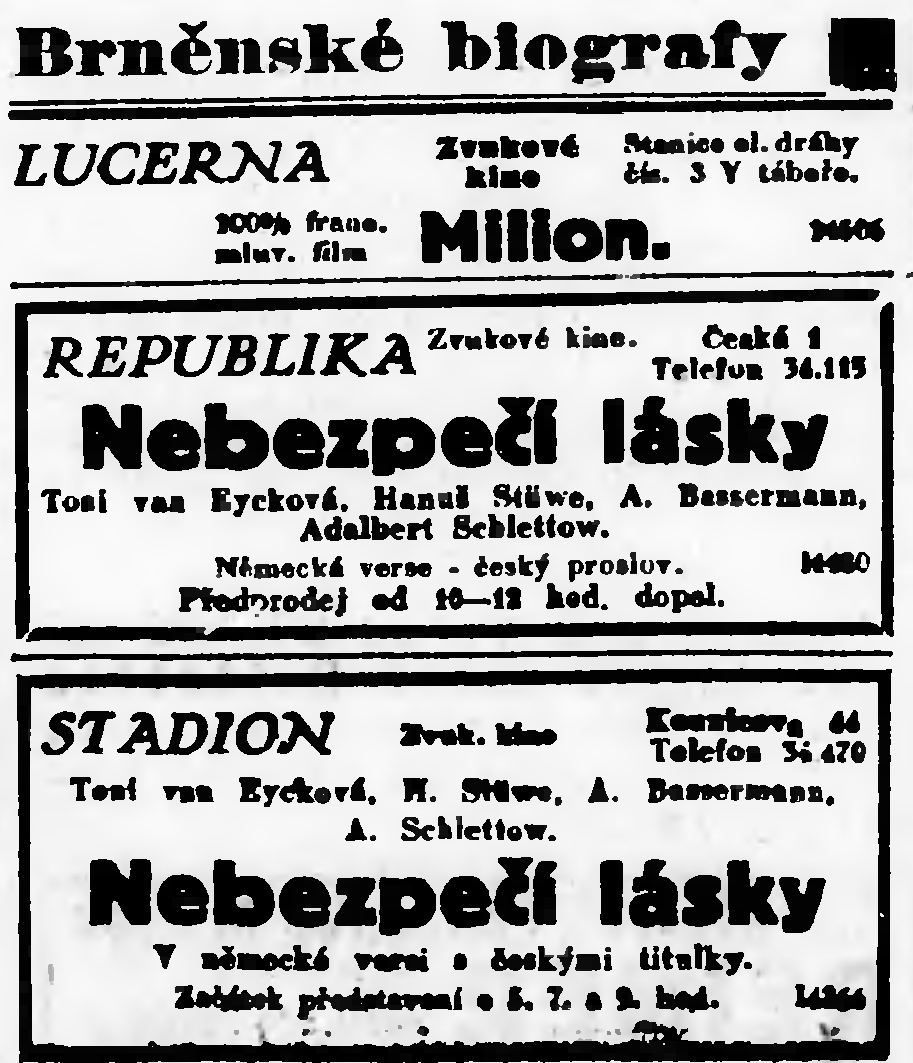 Brněnské biografy
LUCERNA Zvukové kino Stanice el. dráhy čís. 3 V táboře.
100% franc. mluv. film Milion. 14606
REPUBLIKA Zvukové kino. Česká 1
Telefon 34.115
Nebezpečí lásky
Toni van Eycková, Hanuš Stüwe, A. Bassermann,
Adalbert Schlettow.
Německá verse - český proslov.
Předprodej od 10—12 hod. dopol.
STADION Zvuk. kino Kounicova
Telefon
Toni van Eycková, H. Stüwe, A. Bassermann,
A. Schlettow.
Nebezpečí lásky
V německé versi s českými titulky.
Začátek představení o 5. 7. a 9. hod.